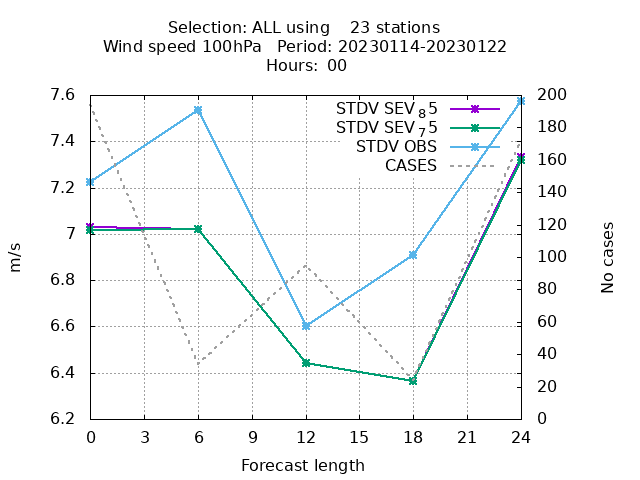 Selection: ALL using 23 stations
Wind speed 100hPa Period: 20230114-20230122
Hours: 00
7.6
7.4
7.2
7
6.8
6.6
6.4
6.2
m/s
STDV SEV 8 5
STDV SEV 7 5
STDV OBS
CASES
200
180
160
140
120
100
80
60
40
20
0
No cases
0 3 6 9 12 15 18 21 24
Forecast length